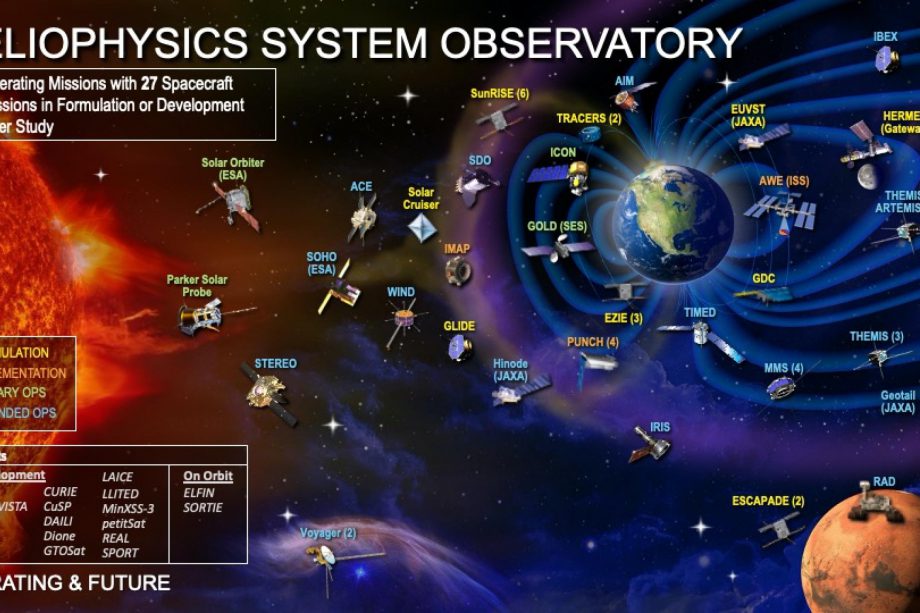 ELIOPHYSICS SYSTEM OBSERVATORY
erating Missions with 27 Spacecraft
ssions in Formulation or Development
er Study
IBEX
AIM
SunRISE (6)
TRACERS (2)
EUVST
(JAXA)
HERME
(Gatewa
Solar Orbiter
(ESA)
ACE
SDO
ICON
Solar
Cruiser
AWE (ISS)
THEMIS
ARTEMIS
GOLD (SES)
SOHO
(ESA)
IMAP
Parker Solar
Probe
WIND
GDC
EZIE (3)
TIMED
GLIDE
PUNCH (4)
THEMIS (3)
STEREO
Hinode
(JAXA)
MMS (4)
Geotail
(JAXA)
MULATION
EMENTATION
ARY OPS
NDED OPS
IRIS
ts
lopment
On Orbit
LAICE
CURIE
LLITED
ELFIN
VISTA
CuSP
MinXSS-3
SORTIE
DAILI
petitSat
Dione
REAL
GTOSat
SPORT
Voyager (2)
ESCAPADE (2)
RAD
RATING & FUTURE